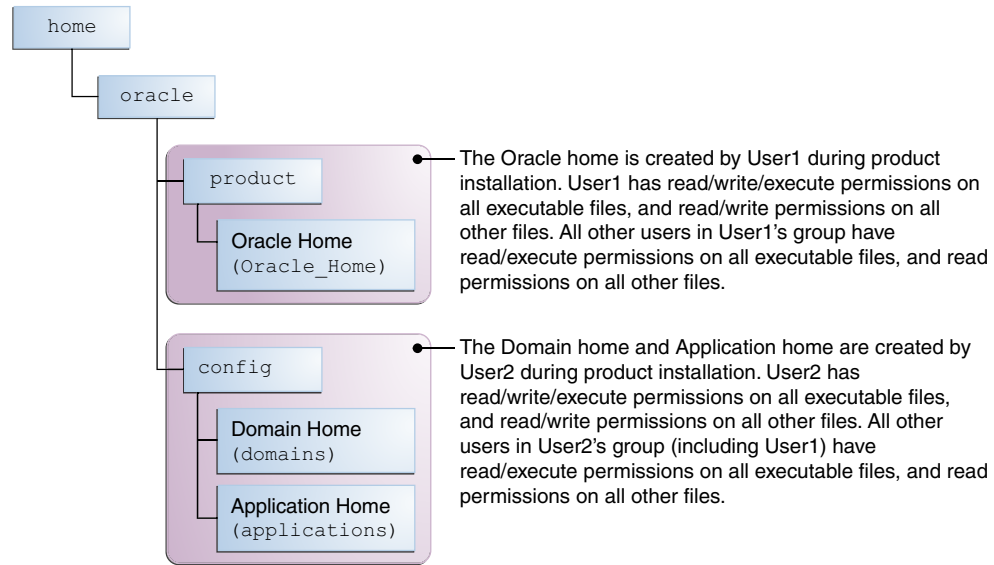 home
oracle
product
Oracle Home
(Oracle_Home)
The Oracle home is created by User1 during product
installation. User1 has read/write/execute permissions on
all executable files, and read/write permissions on all
other files. All other users in User1's group have
read/execute permissions on all executable files, and read
permissions on all other files.
config
Domain Home
(domains)
Application Home
(applications)
The Domain home and Application home are created by
User2 during product installation. User2 has
read/write/execute permissions on all executable files,
and read/write permissions on all other files. All other
users in User2's group (including User1) have
read/execute permissions on all executable files, and read
permissions on all other files.